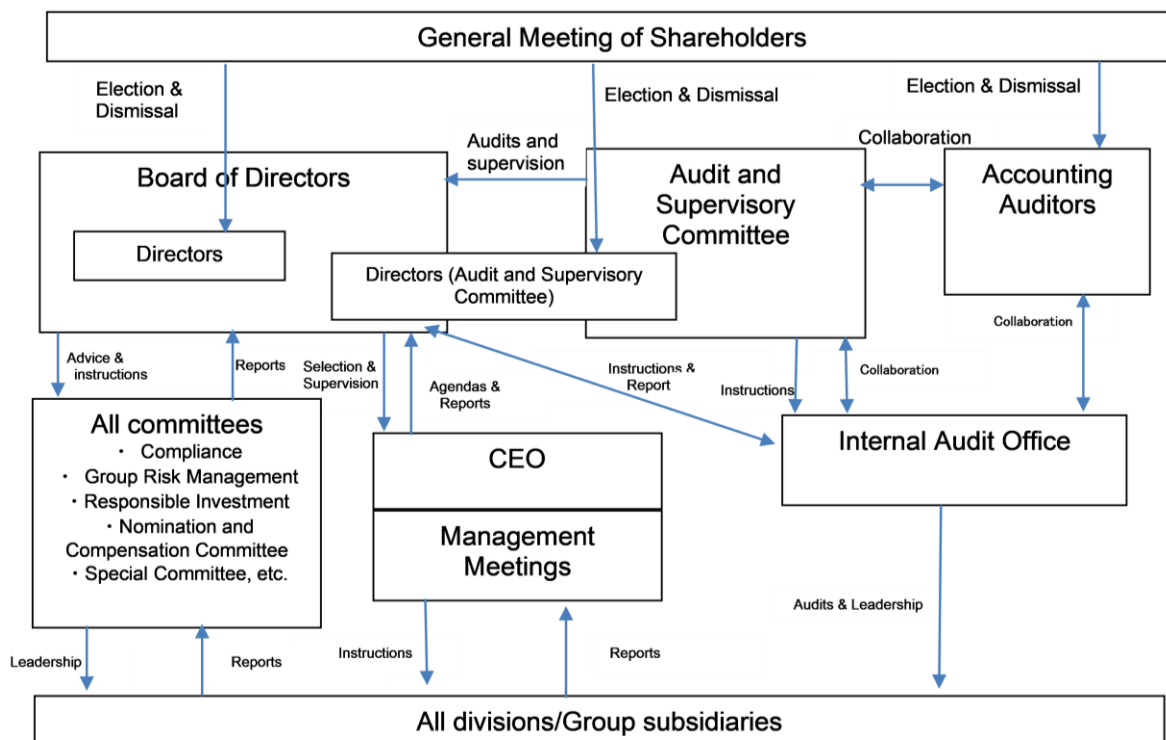 General Meeting of Shareholders
Election &
Dismissal
Election & Dismissal
Election & Dismissal
Audits and
supervision
Collaboration
Board of Directors
Audit and
Supervisory
Committee
Accounting
Auditors
Directors
Directors (Audit and Supervisory
Committee)
Advice &
instructions
Reports
Selection &
Supervision
Agendas &
Reports
Instructions &
Report
Instructions
Collaboration
Collaboration
All committees
・ Compliance
・ Group Risk Management
・Responsible Investment
・ Nomination and
Compensation Committee
・Special Committee, etc.
CEO
Management
Meetings
Internal Audit Office
Leadership
Reports
Instructions
Reports
Audits & Leadership
All divisions/Group subsidiaries